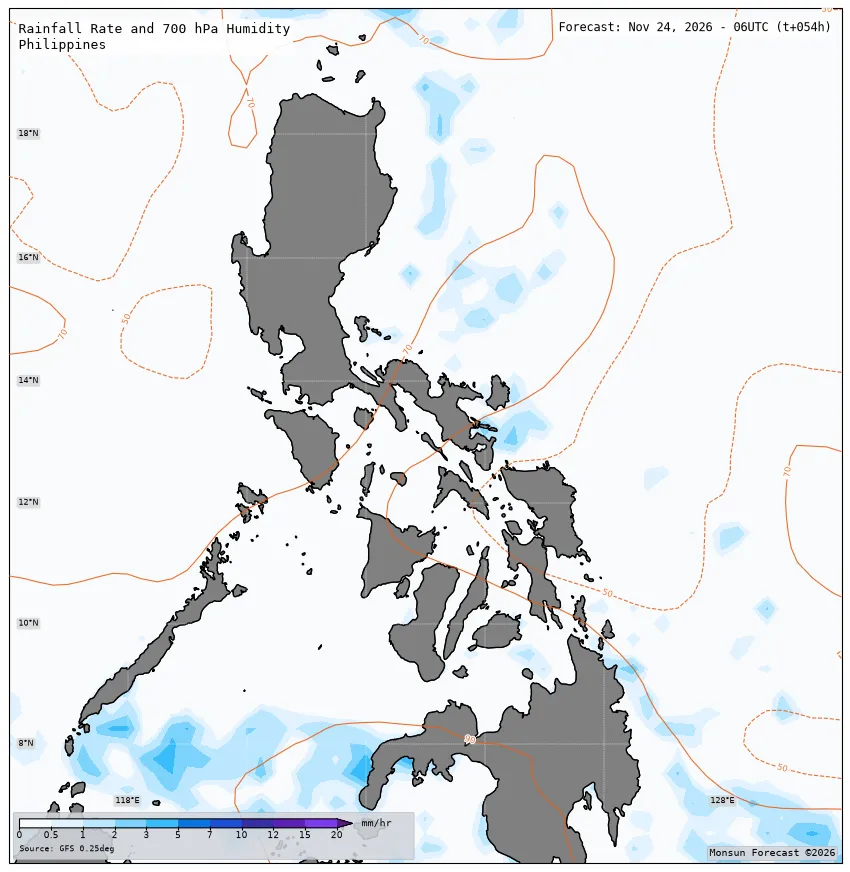 Rainfall Rate and 700 hPa Humidity
Philippines
Forecast: Nov 24, 2026 - 06UTC (t+054h)
50
70
70
18°N
16°N
50
70
70
14°N
70
12°N
50
10°N
90
8°N
50
118°E
128°E
0 0.5 1 2 3 5 7 10 12 15 20 mm/hr
Source: GFS 0.25deg
Monsun Forecast ©2026